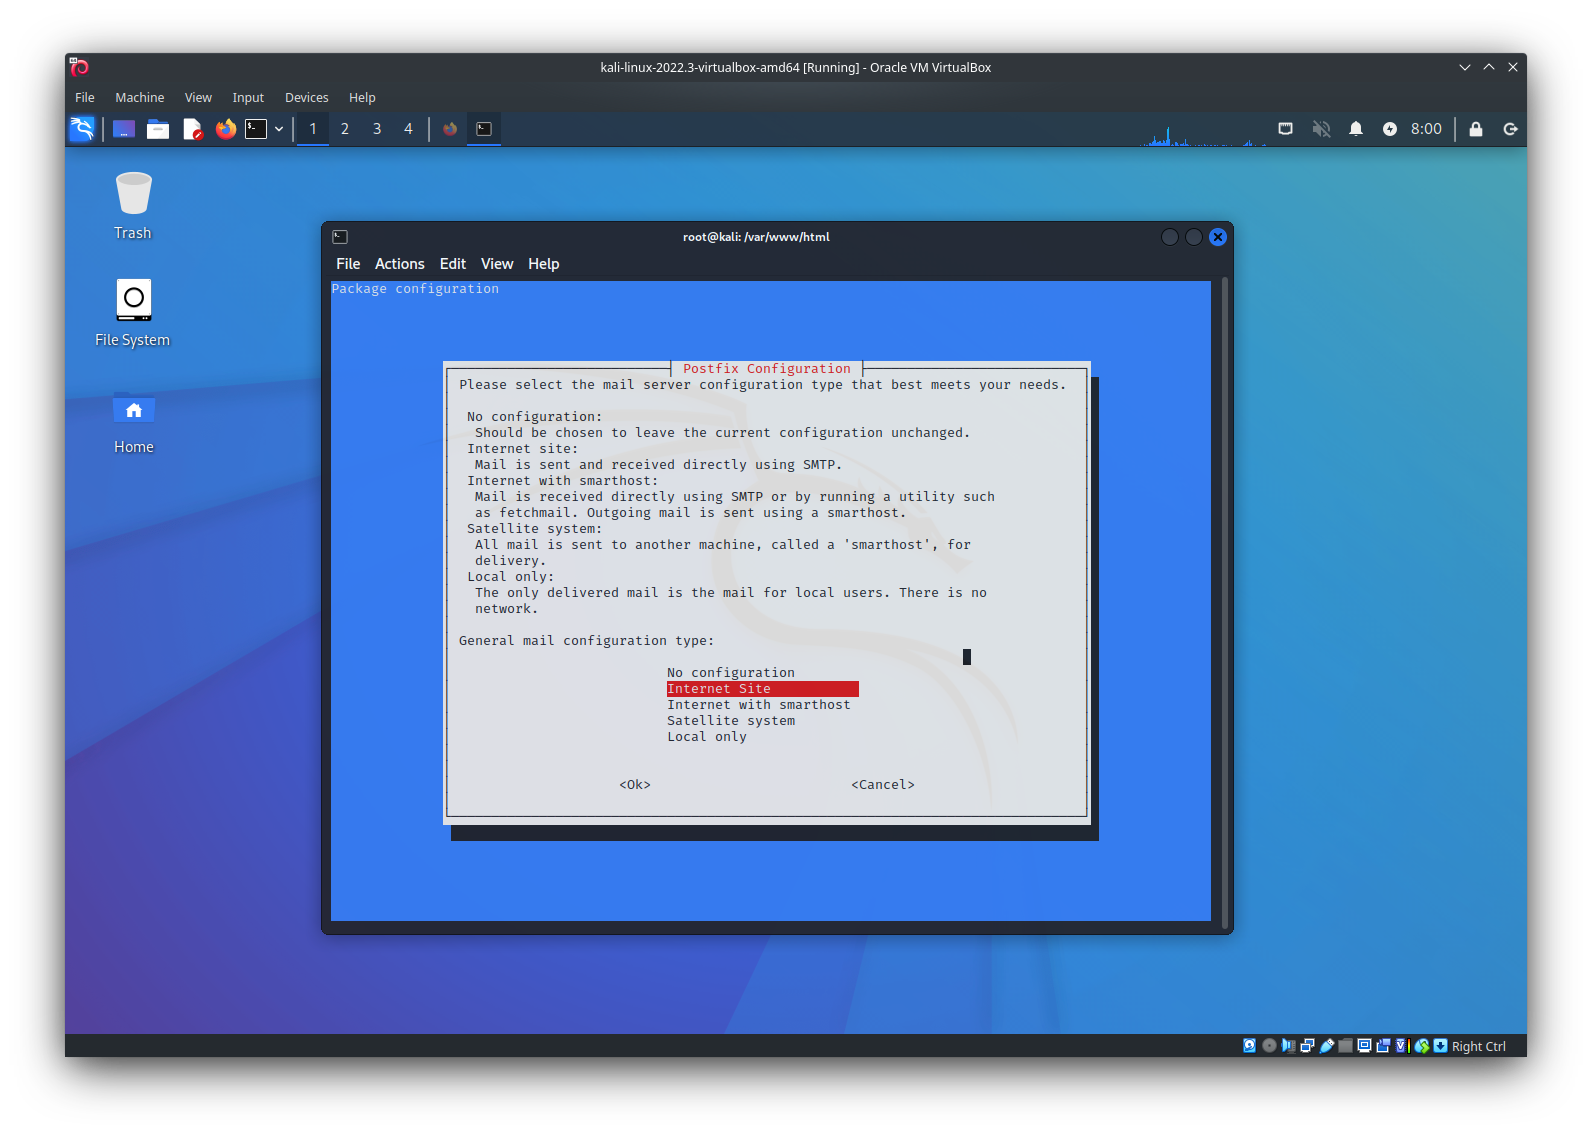 kali-linux-2022.3-virtualbox-amd64 [Running] - Oracle VM VirtualBox
File Machine View Input Devices Help
1 2 3 4 8:00
Trash
File System
Home
root@kali: /var/www/html
File Actions Edit View Help
Package configuration
Postfix Configuration
Please select the mail server configuration type that best meets your needs.
No configuration:
Should be chosen to leave the current configuration unchanged.
Internet site:
Mail is sent and received directly using SMTP.
Internet with smarthost:
Mail is received directly using SMTP or by running a utility such
as fetchmail. Outgoing mail is sent using a smarthost.
Satellite system:
All mail is sent to another machine, called a 'smarthost', for
delivery.
Local only:
The only delivered mail is the mail for local users. There is no
network.
General mail configuration type:
No configuration
Internet Site
Internet with smarthost
Satellite system
Local only
<Ok> <Cancel>
Right Ctrl